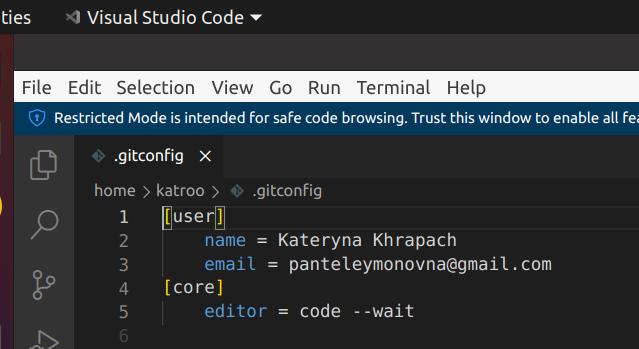 ties Visual Studio Code
File Edit Selection View Go Run Terminal Help
Restricted Mode is intended for safe code browsing. Trust this window to enable all fea
.gitconfig
home > katroo > .gitconfig
1 [user]
2 name = Kateryna Khrapach
3 email = panteleymonovna@gmail.com
4 [core]
5 editor = code --wait
6